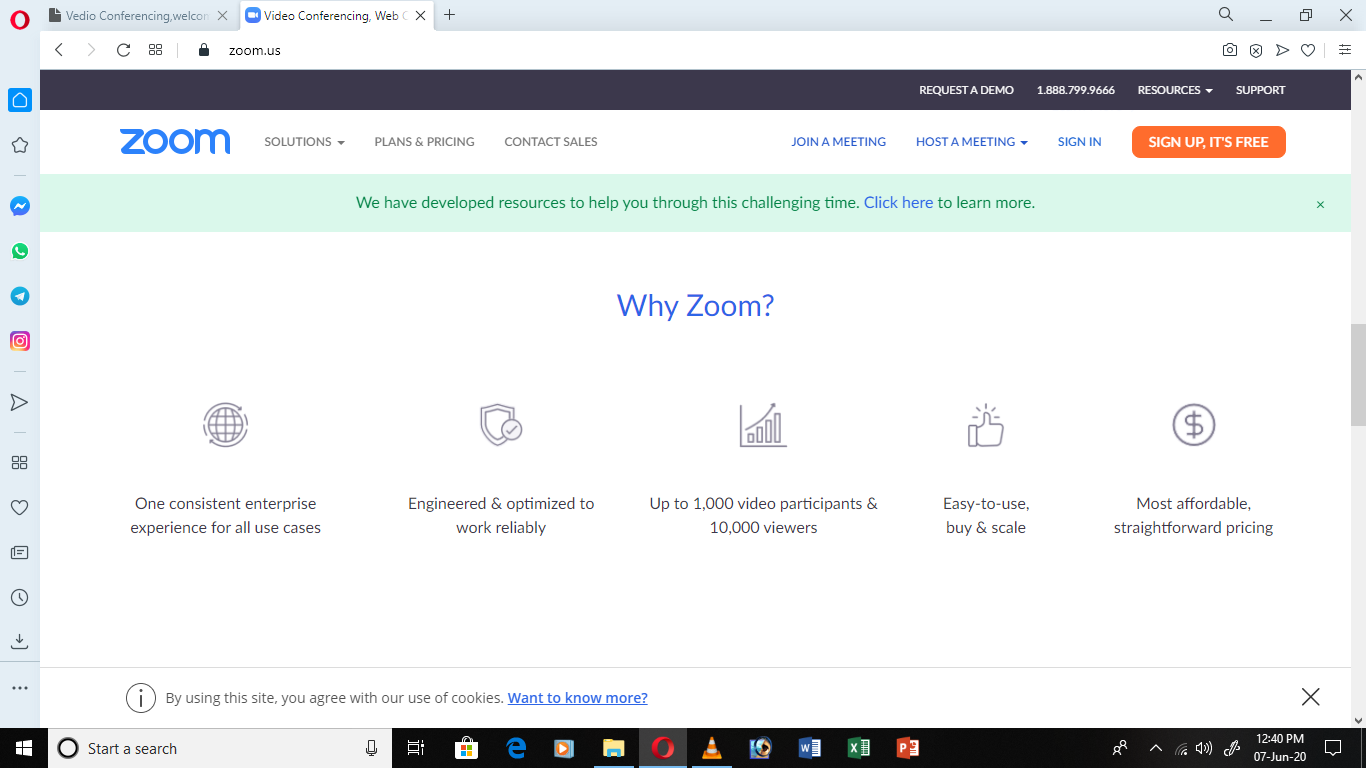 Vedio Conferencing,welcon
Video Conferencing, Web C
zoom.us
REQUEST A DEMO 1.888.799.9666 RESOURCES SUPPORT
zoom SOLUTIONS PLANS & PRICING CONTACT SALES JOIN A MEETING HOST A MEETING SIGN IN SIGN UP, IT'S FREE
We have developed resources to help you through this challenging time. Click here to learn more.
Why Zoom?
One consistent enterprise
experience for all use cases
Engineered & optimized to
work reliably
Up to 1,000 video participants &
10,000 viewers
Easy-to-use,
buy & scale
Most affordable,
straightforward pricing
By using this site, you agree with our use of cookies. Want to know more?
Start a search
12:40 PM
07-Jun-20